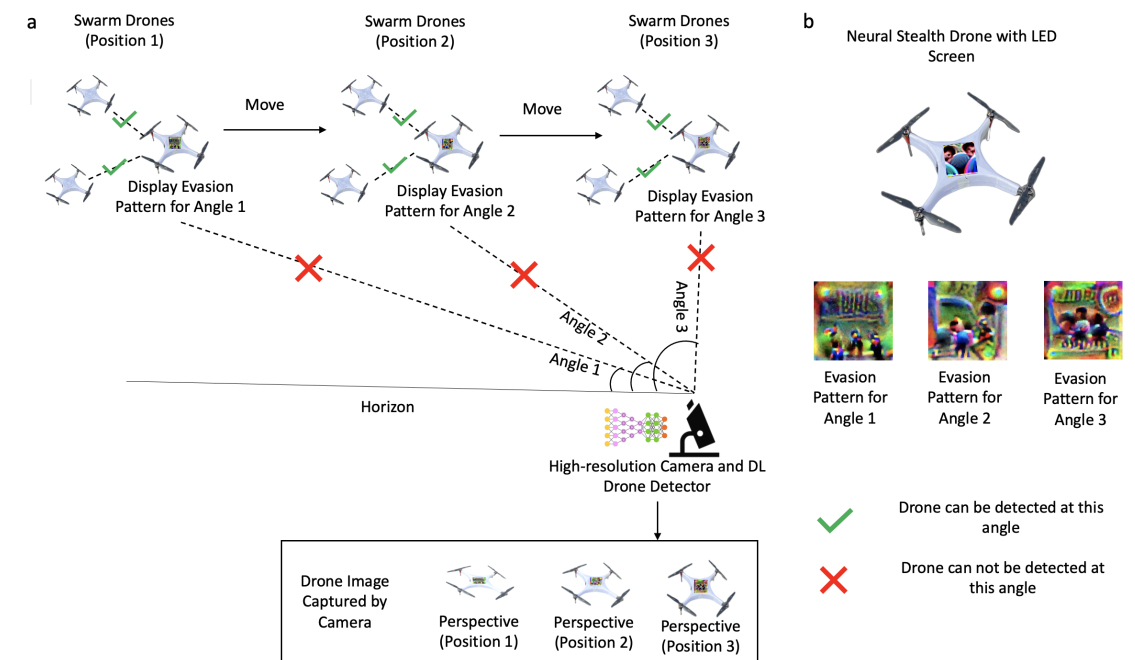 a
Swarm Drones
(Position 1)
Swarm Drones
(Position 2)
Swarm Drones
(Position 3)
Move
Move
Display Evasion
Pattern for Angle 1
Display Evasion
Pattern for Angle 2
Display Evasion
Pattern for Angle 3
Angle 1
Angle 2
Angle 3
Horizon
High-resolution Camera and DL
Drone Detector
Drone Image
Captured by
Camera
Perspective
(Position 1)
Perspective
(Position 2)
Perspective
(Position 3)
b
Neural Stealth Drone with LED
Screen
Evasion
Pattern for
Angle 1
Evasion
Pattern for
Angle 2
Evasion
Pattern for
Angle 3
Drone can be detected at this
angle
Drone can not be detected at
this angle